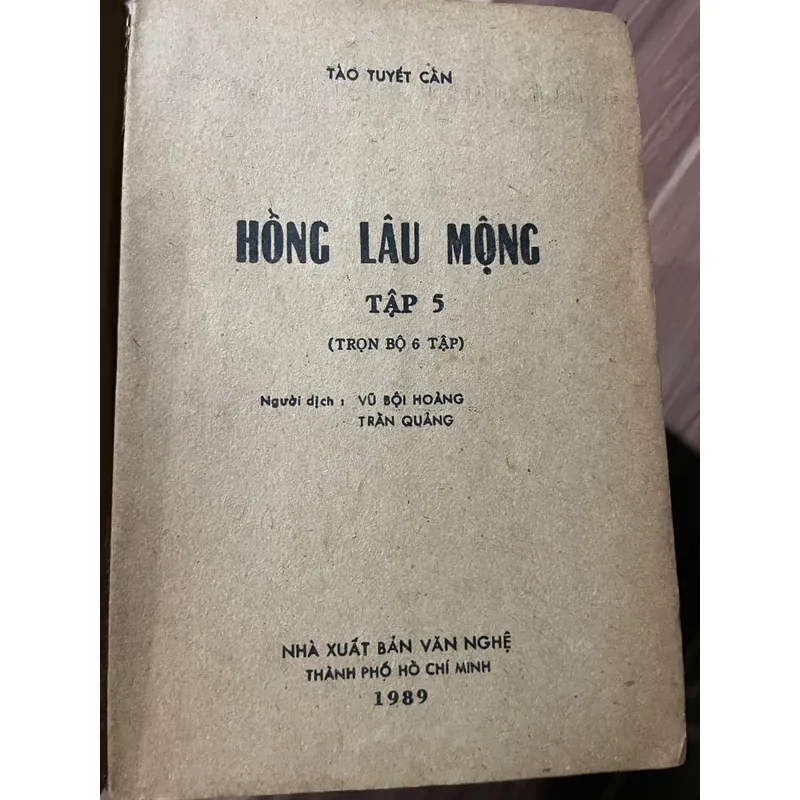 TÀO TUYẾT CẦN
HỒNG LÂU MỘNG
TẬP 5
(TRỌN BỘ 6 TẬP)
Người dịch : VŨ BỘI HOÀNG
TRẦN QUẢNG
NHÀ XUẤT BẢN VĂN NGHỆ
THÀNH PHỐ HỒ CHÍ MINH
1989